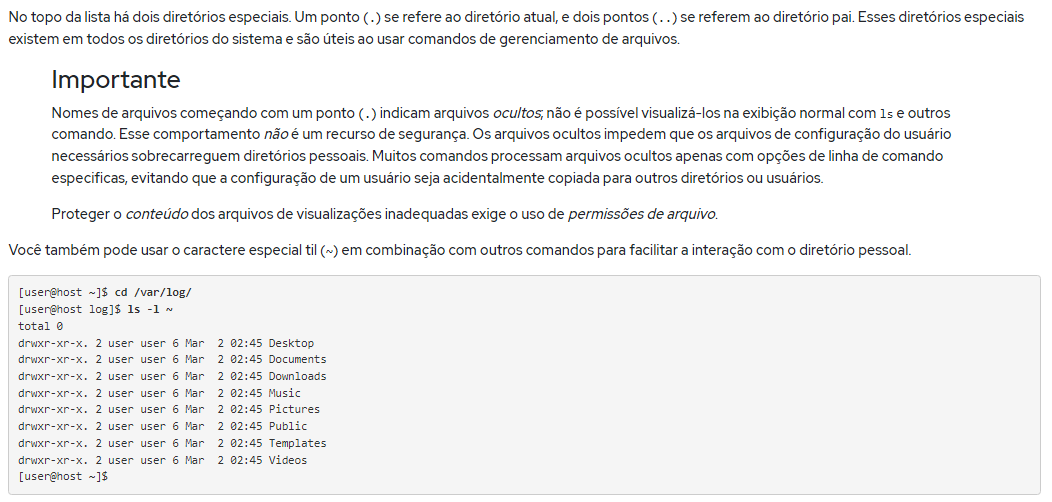 No topo da lista há dois diretórios especiais. Um ponto (.) se refere ao diretório atual, e dois pontos (..) se referem ao diretório pai. Esses diretórios especiais
existem em todos os diretórios do sistema e são úteis ao usar comandos de gerenciamento de arquivos.
Importante
Nomes de arquivos começando com um ponto (.) indicam arquivos ocultos; não é possível visualizá-los na exibição normal com ls e outros
comando. Esse comportamento não é um recurso de segurança. Os arquivos ocultos impedem que os arquivos de configuração do usuário
necessários sobrecarreguem diretórios pessoais. Muitos comandos processam arquivos ocultos apenas com opções de linha de comando
especificas, evitando que a configuração de um usuário seja acidentalmente copiada para outros diretórios ou usuários.
Proteger o conteúdo dos arquivos de visualizações inadequadas exige o uso de permissões de arquivo.
Você também pode usar o caractere especial til (~) em combinação com outros comandos para facilitar a interação com o diretório pessoal.
[user@host ~]$ cd /var/log/
[user@host log]$ ls -l ~
total 0
drwxr-xr-x. 2 user user 6 Mar  2 02:45 Desktop
drwxr-xr-x. 2 user user 6 Mar  2 02:45 Documents
drwxr-xr-x. 2 user user 6 Mar  2 02:45 Downloads
drwxr-xr-x. 2 user user 6 Mar  2 02:45 Music
drwxr-xr-x. 2 user user 6 Mar  2 02:45 Pictures
drwxr-xr-x. 2 user user 6 Mar  2 02:45 Public
drwxr-xr-x. 2 user user 6 Mar  2 02:45 Templates
drwxr-xr-x. 2 user user 6 Mar  2 02:45 Videos
[user@host ~]$